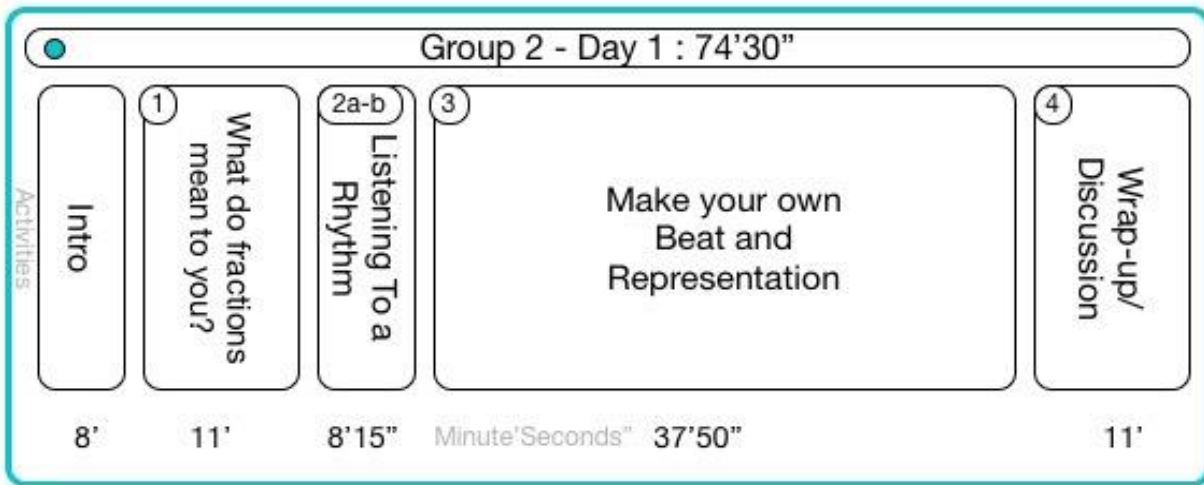 Group 2 - Day 1 : 74’30”
Activities
Intro
1
What do fractions
mean to you?
2a-b
Listening To a
Rhythm
3
Make your own
Beat and
Representation
4
Wrap-up/
Discussion
8’
11’
8’15”
Minute’Seconds”
37’50”
11’